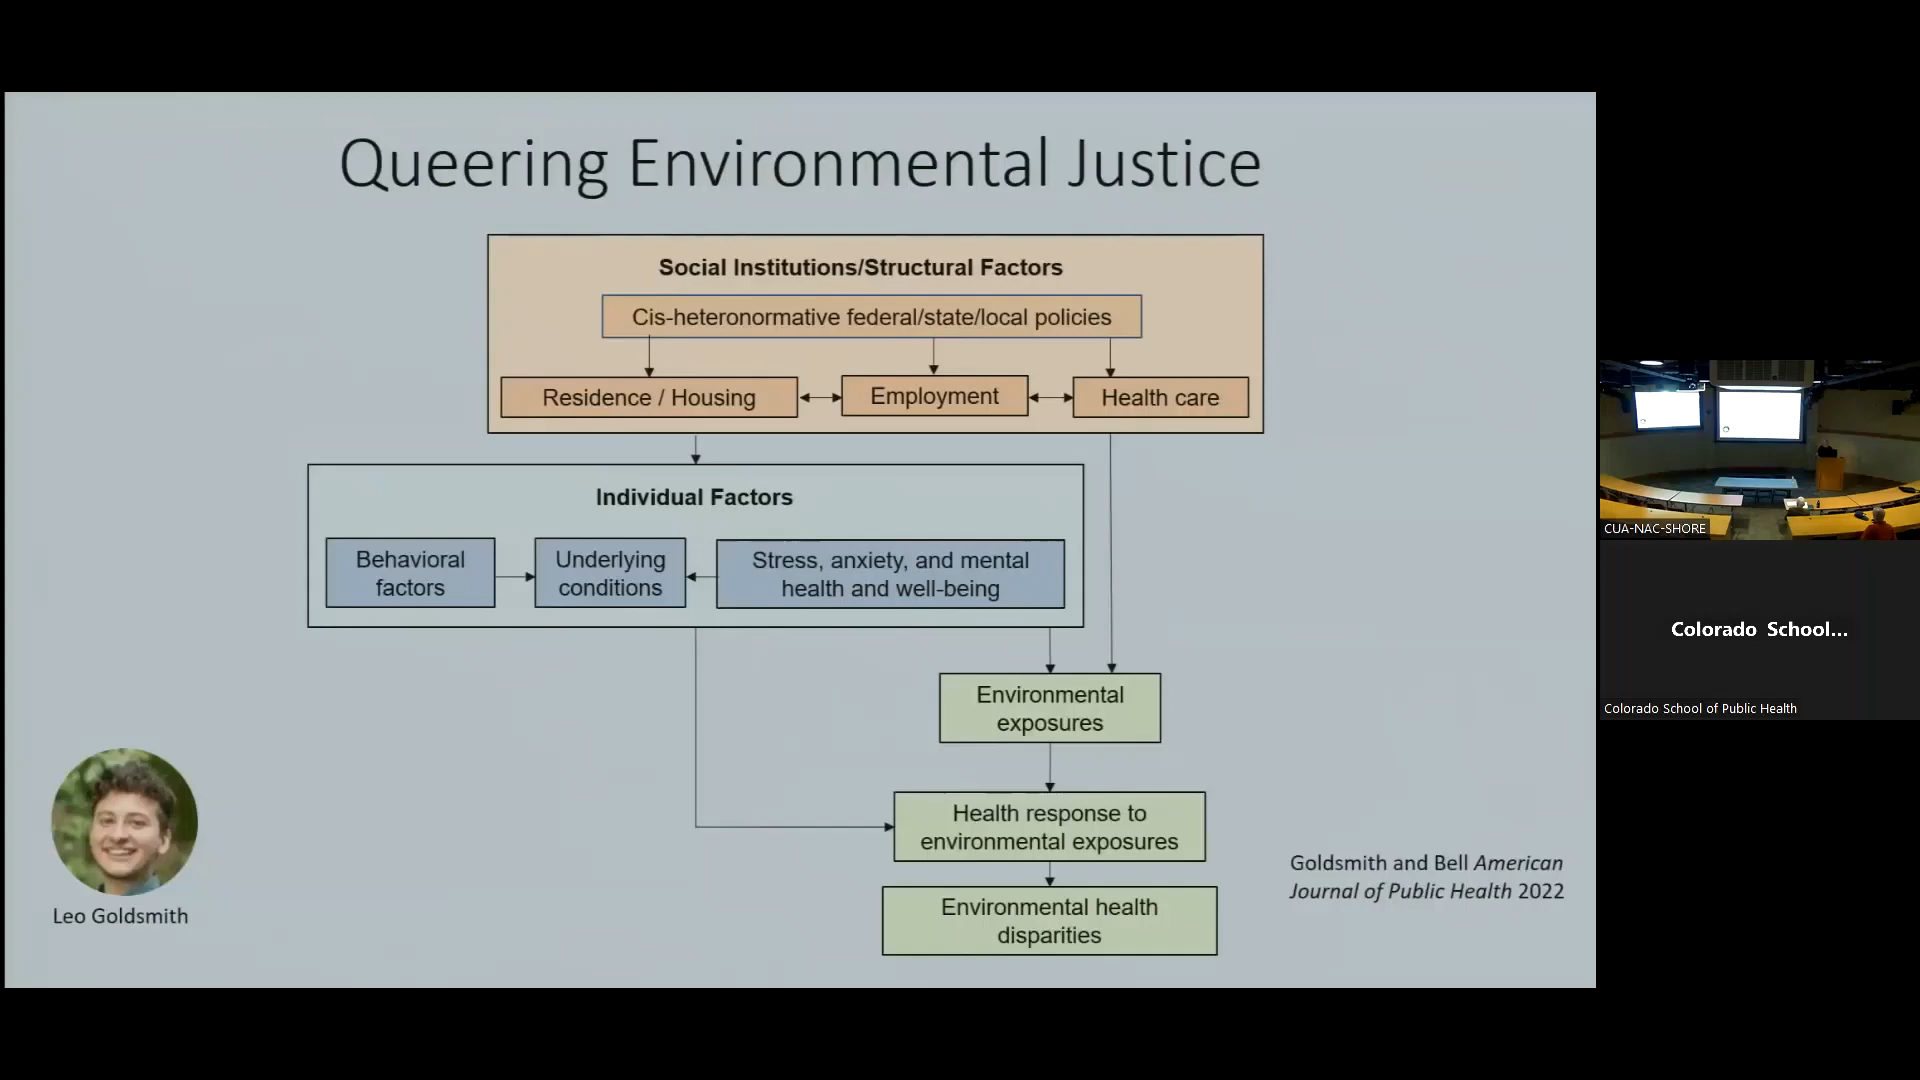 Queering Environmental Justice
Social Institutions/Structural Factors
Cis-heteronormative federal/state/local policies
Residence / Housing
Employment
Health care
Individual Factors
Behavioral
factors
Underlying
conditions
Stress, anxiety, and mental
health and well-being
Environmental
exposures
Health response to
environmental exposures
Environmental health
disparities
Leo Goldsmith
Goldsmith and Bell American
Journal of Public Health 2022
CUA-NAC-SHORE
Colorado School...
Colorado School of Public Health